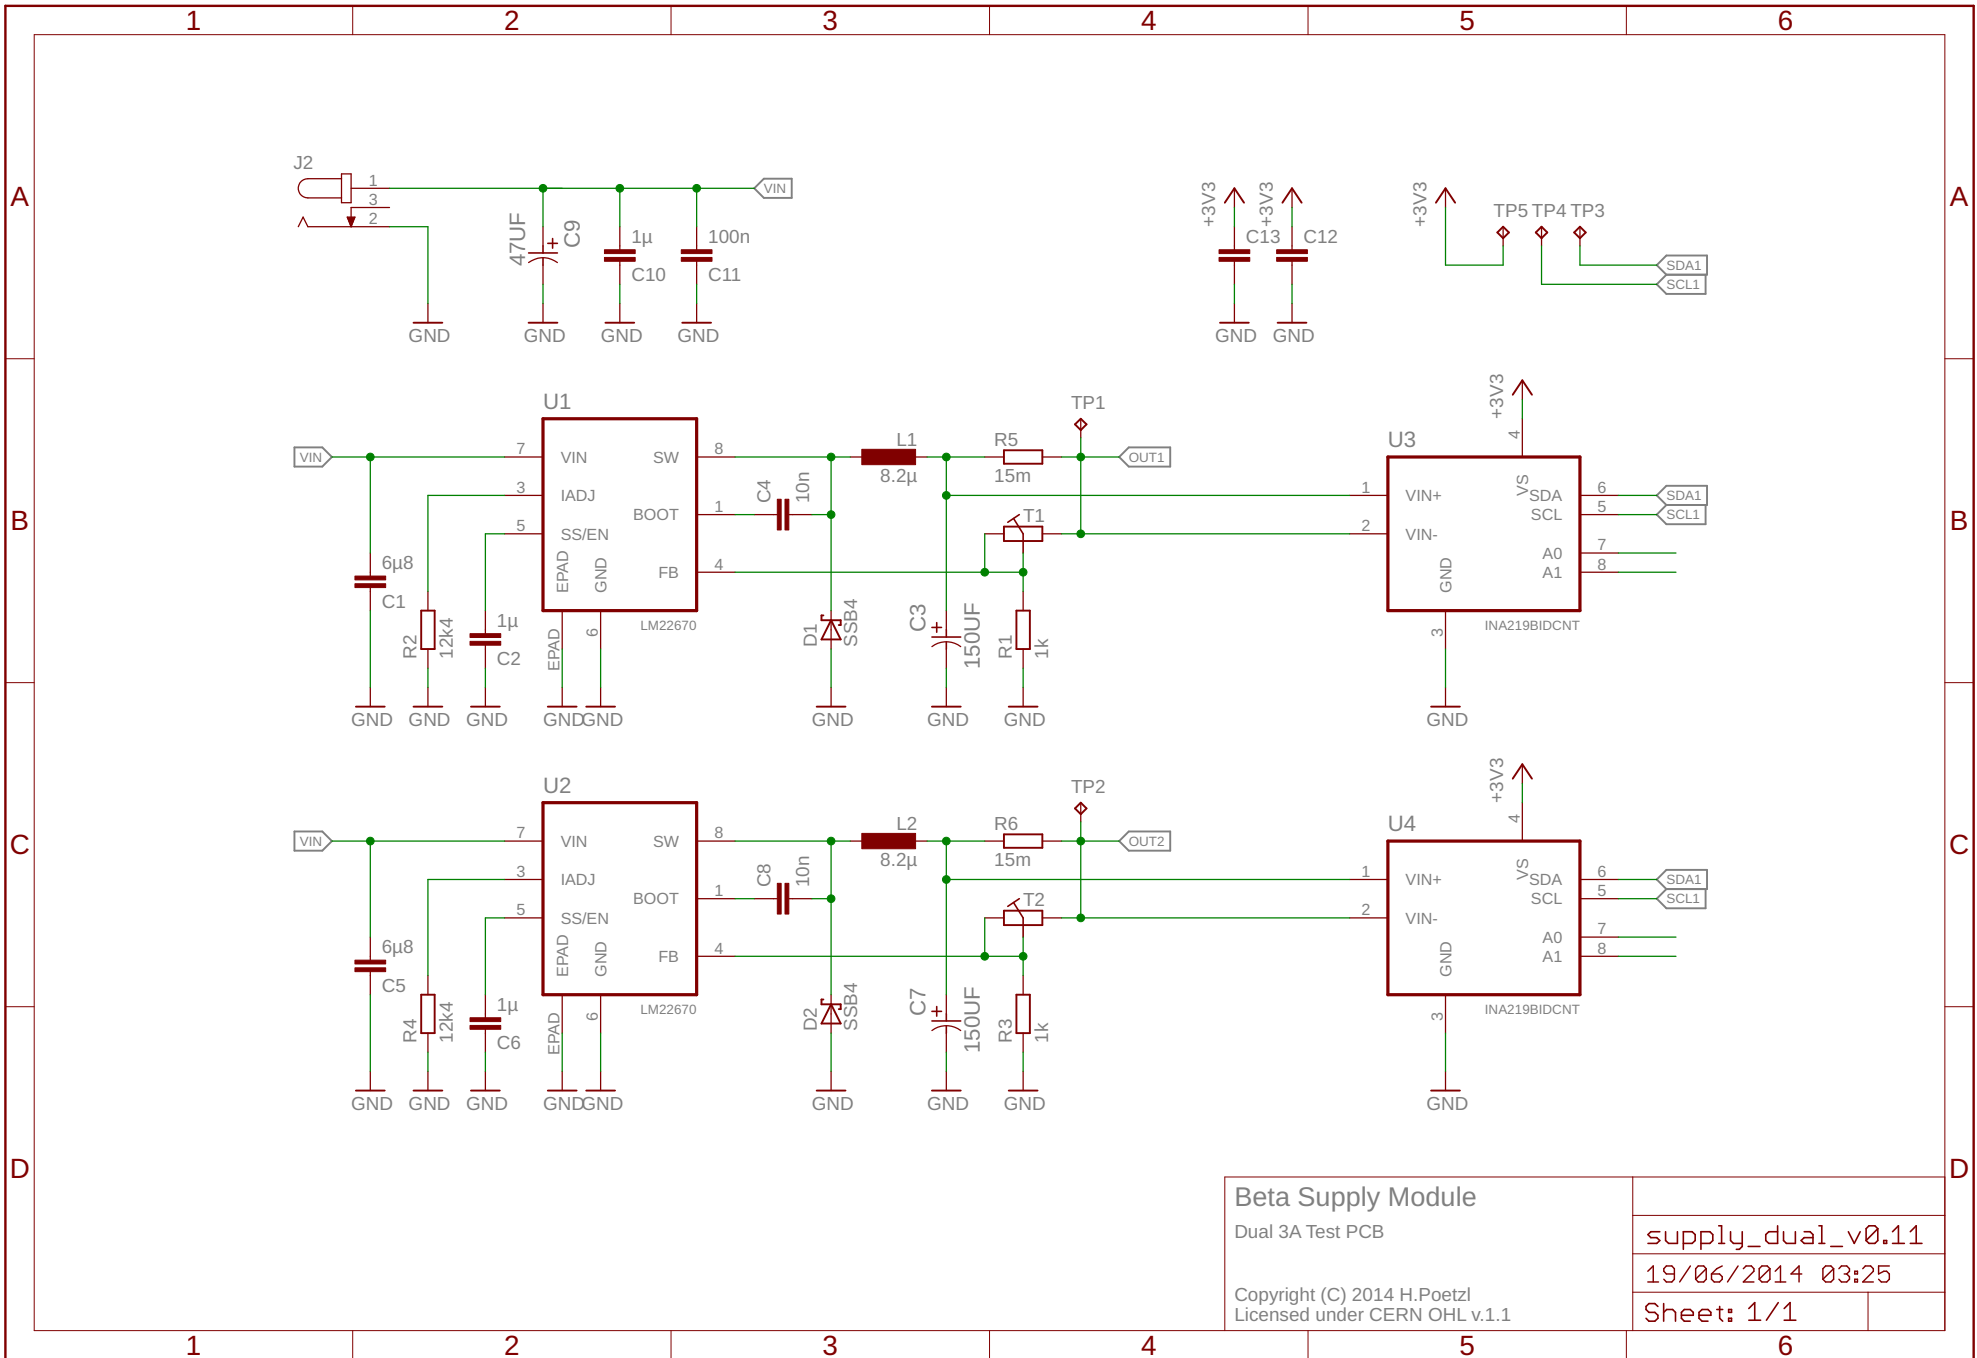 1 2 3 4 5 6
A A
J2
1
3
2
47UF
C9
1µ
C10
100n
C11
VIN
GND GND GND GND
+3V3 +3V3
C13 C12
GND GND
+3V3
TP5 TP4 TP3
SDA1
SCL1
B B
VIN
6µ8
C1
R2
12k4
1µ
C2
U1
7 VIN
3 IADJ
5 SS/EN
EPAD
GND
SW 8
BOOT 1
FB 4
EPAD
6
LM22670
C4
10n
D1
SSB4
L1
8.2µ
C3
150UF
R5
15m
T1
R1
1k
TP1
OUT1
GND GND GND GND GND GND GND GND
U3
+3V3
4
VS
1 VIN+
2 VIN-
GND
3
SDA 6
SCL 5
A0 7
A1 8
SDA1
SCL1
INA219BIDCNT
GND
C C
VIN
6µ8
C5
R4
12k4
1µ
C6
U2
7 VIN
3 IADJ
5 SS/EN
EPAD
GND
SW 8
BOOT 1
FB 4
EPAD
6
LM22670
C8
10n
D2
SSB4
L2
8.2µ
C7
150UF
R6
15m
T2
R3
1k
TP2
OUT2
GND GND GND GND GND GND GND GND
U4
+3V3
4
VS
1 VIN+
2 VIN-
GND
3
SDA 6
SCL 5
A0 7
A1 8
SDA1
SCL1
INA219BIDCNT
GND
D D
Beta Supply Module
Dual 3A Test PCB
Copyright (C) 2014 H.Poetzl
Licensed under CERN OHL v.1.1
supply_dual_v0.11
19/06/2014 03:25
Sheet: 1/1
1 2 3 4 5 6